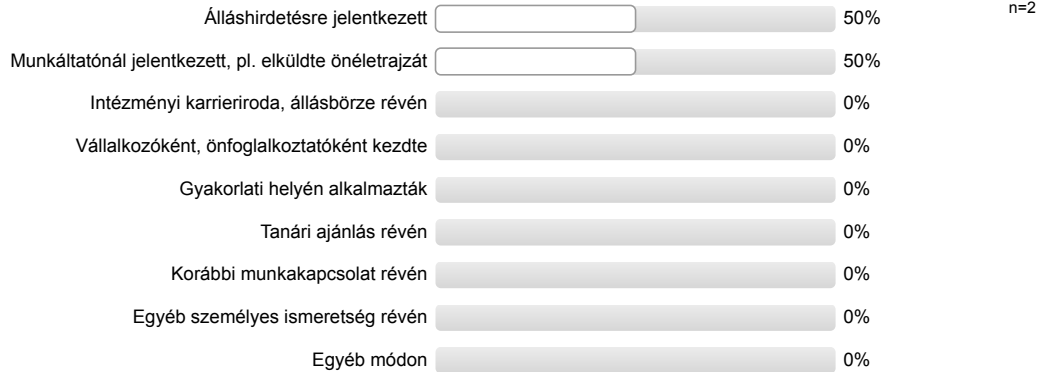 Álláshirdetésre jelentkezett 50% n=2
Munkáltatónál jelentkezett, pl. elküldte önéletrajzát 50%
Intézményi karrieriroda, állásbörze révén 0%
Vállalkozóként, önfoglalkoztatóként kezdte 0%
Gyakorlati helyén alkalmazták 0%
Tanári ajánlás révén 0%
Korábbi munkakapcsolat révén 0%
Egyéb személyes ismeretség révén 0%
Egyéb módon 0%